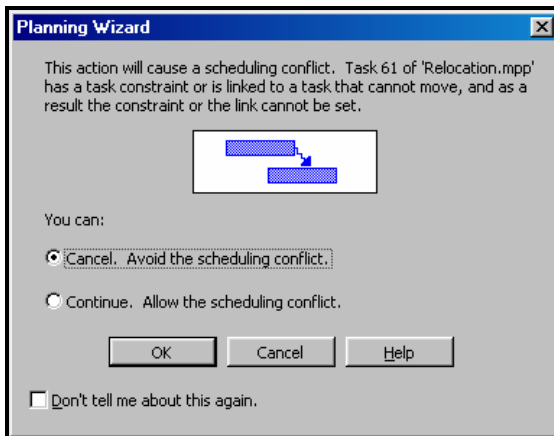 Planning Wizard
This action will cause a scheduling conflict. Task 61 of 'Relocation.mpp'
has a task constraint or is linked to a task that cannot move, and as a
result the constraint or the link cannot be set.
You can:
Cancel. Avoid the scheduling conflict.
Continue. Allow the scheduling conflict.
OK Cancel Help
Don't tell me about this again.